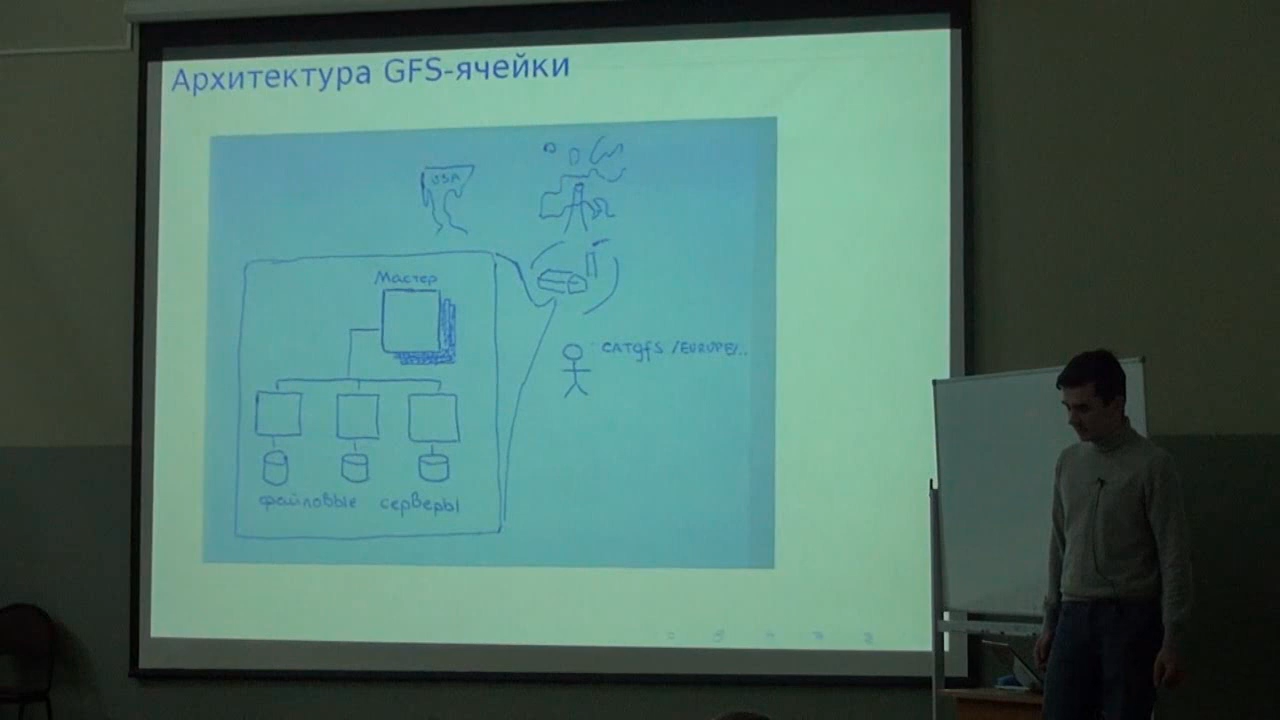 Архитектура GFS-ячейки
USA
Мастер
CATgfS /EUROPE/..
файловые серверы